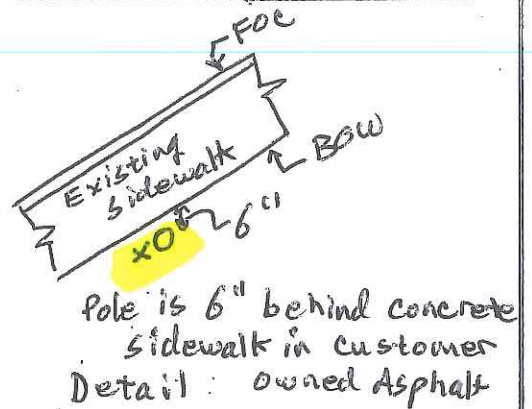 FOC
BOW
Existing
Sidewalk
6"
XO
Pole is 6" behind concrete
sidewalk in customer
Detail: owned Asphalt